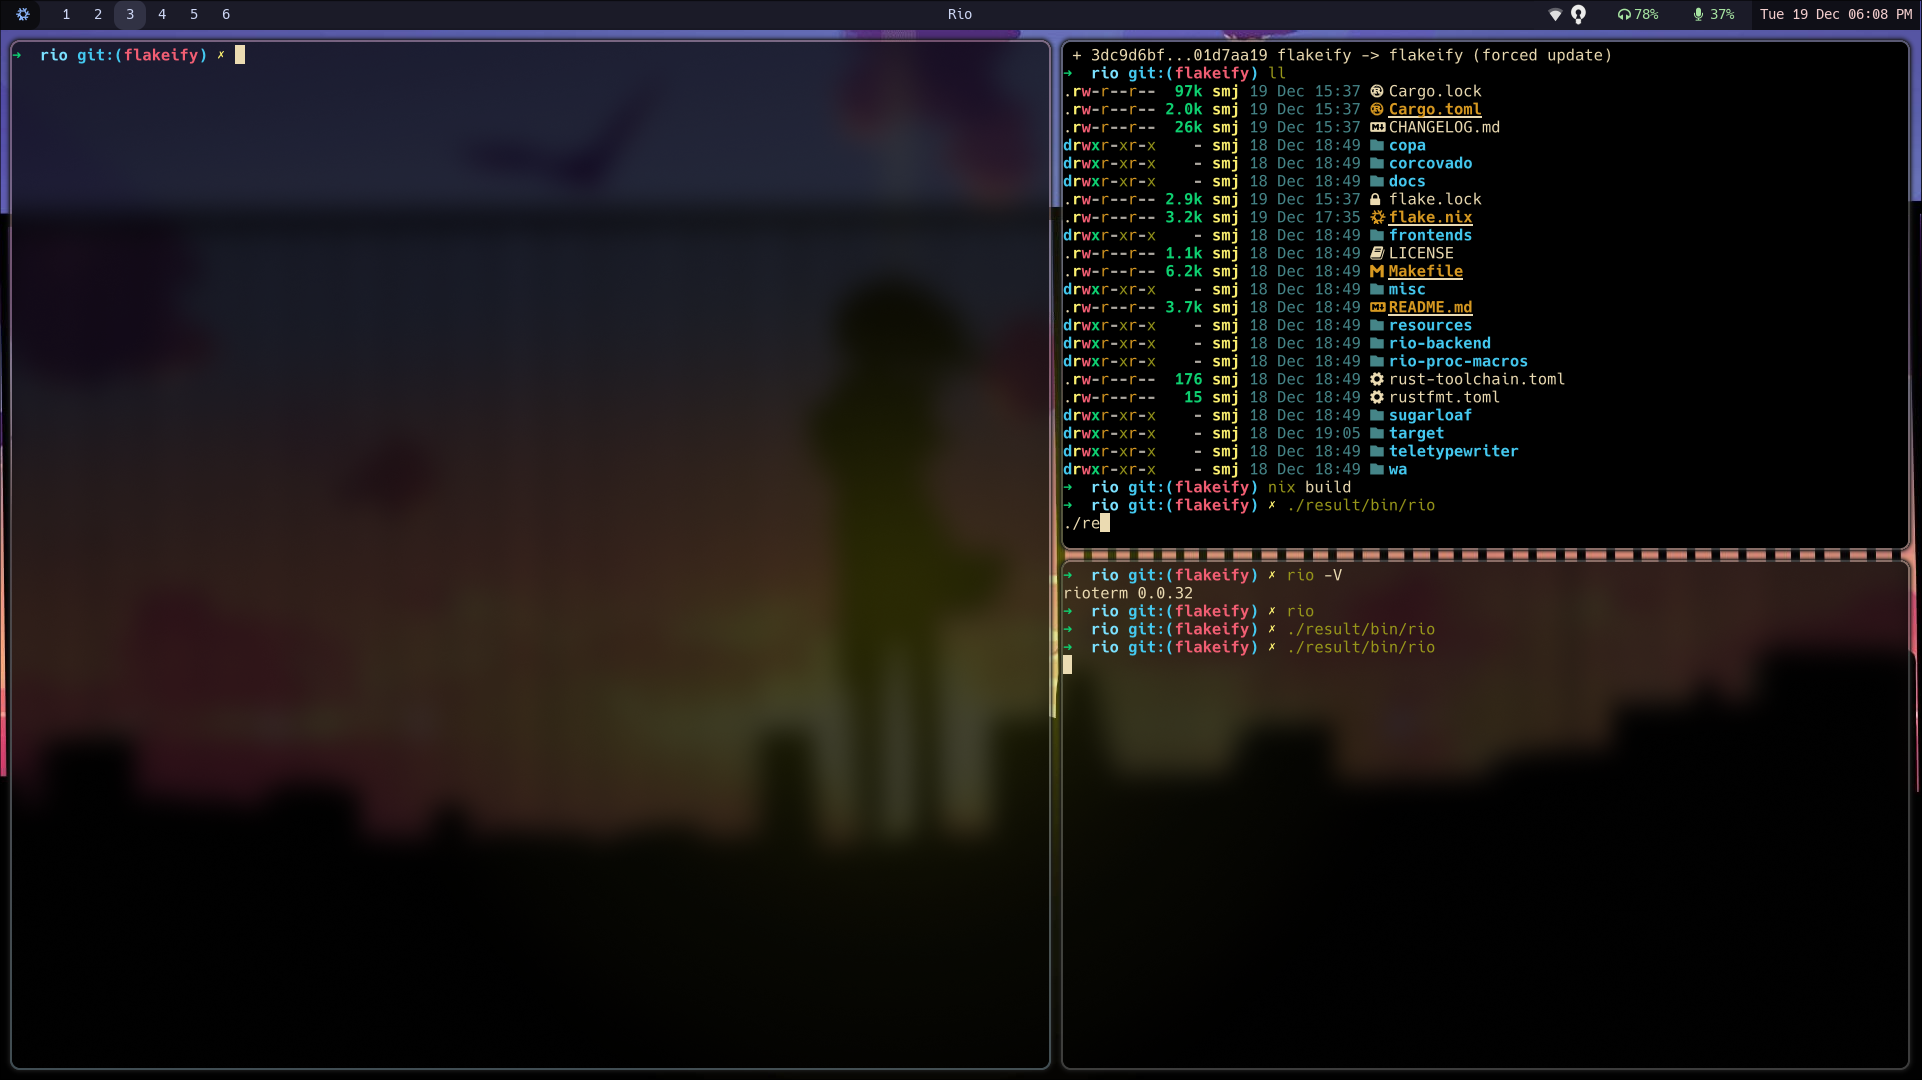 1 2 3 4 5 6 Rio 78% 37% Tue 19 Dec 06:08 PM
➜ rio git:(flakeify) ✗
+ 3dc9d6bf...01d7aa19 flakeify -> flakeify (forced update)
➜ rio git:(flakeify) ll
.rw-r--r-- 97k smj 19 Dec 15:37 Cargo.lock
.rw-r--r-- 2.0k smj 19 Dec 15:37 Cargo.toml
.rw-r--r-- 26k smj 19 Dec 15:37 CHANGELOG.md
drwxr-xr-x - smj 18 Dec 18:49 copa
drwxr-xr-x - smj 18 Dec 18:49 corcovado
drwxr-xr-x - smj 18 Dec 18:49 docs
.rw-r--r-- 2.9k smj 19 Dec 15:37 flake.lock
.rw-r--r-- 3.2k smj 19 Dec 17:35 flake.nix
drwxr-xr-x - smj 18 Dec 18:49 frontends
.rw-r--r-- 1.1k smj 18 Dec 18:49 LICENSE
.rw-r--r-- 6.2k smj 18 Dec 18:49 Makefile
drwxr-xr-x - smj 18 Dec 18:49 misc
.rw-r--r-- 3.7k smj 18 Dec 18:49 README.md
drwxr-xr-x - smj 18 Dec 18:49 resources
drwxr-xr-x - smj 18 Dec 18:49 rio-backend
drwxr-xr-x - smj 18 Dec 18:49 rio-proc-macros
.rw-r--r-- 176 smj 18 Dec 18:49 rust-toolchain.toml
.rw-r--r-- 15 smj 18 Dec 18:49 rustfmt.toml
drwxr-xr-x - smj 18 Dec 18:49 sugarloaf
drwxr-xr-x - smj 18 Dec 19:05 target
drwxr-xr-x - smj 18 Dec 18:49 teletypewriter
drwxr-xr-x - smj 18 Dec 18:49 wa
➜ rio git:(flakeify) nix build
➜ rio git:(flakeify) ✗ ./result/bin/rio
./re
➜ rio git:(flakeify) ✗ rio -V
rioterm 0.0.32
➜ rio git:(flakeify) ✗ rio
➜ rio git:(flakeify) ✗ ./result/bin/rio
➜ rio git:(flakeify) ✗ ./result/bin/rio